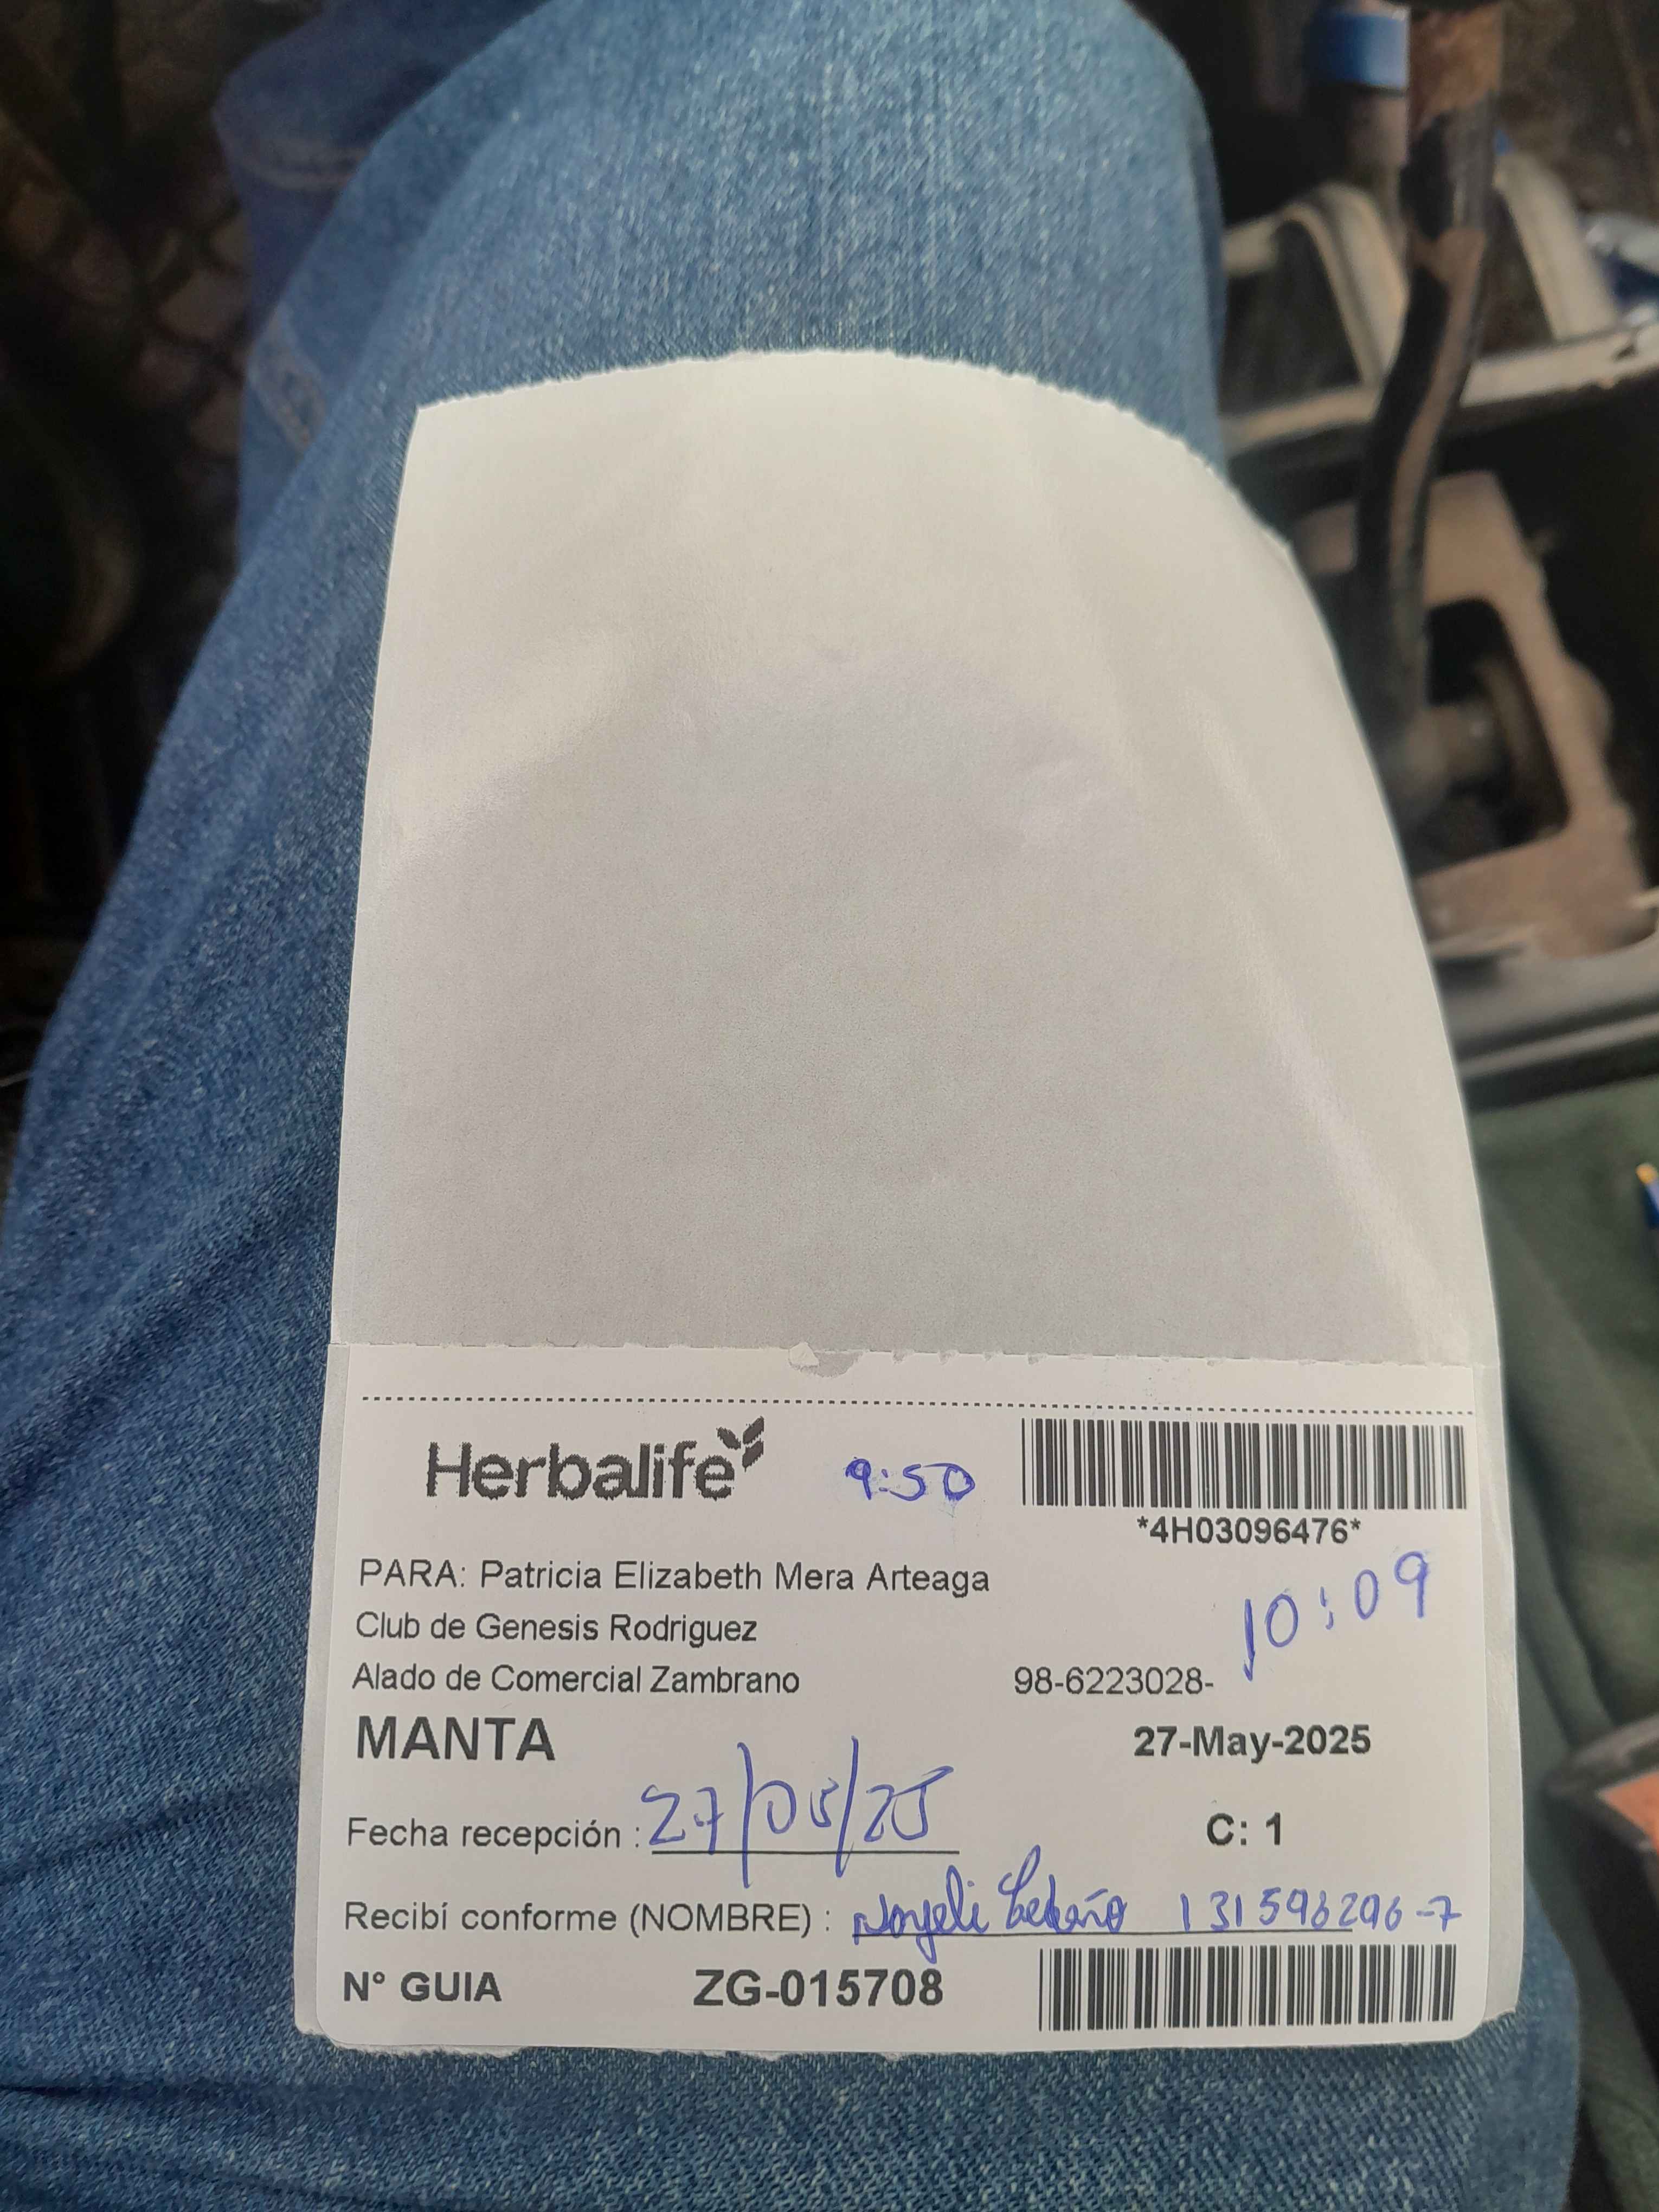 Herbalife 9:50
*4H03096476*
PARA: Patricia Elizabeth Mera Arteaga
10:09
Club de Genesis Rodriguez
Alado de Comercial Zambrano 98-6223028-
MANTA 27-May-2025
Fecha recepción : 27/05/25 C: 1
Recibí conforme (NOMBRE) : Cedeño 131596296-7
N° GUIA ZG-015708